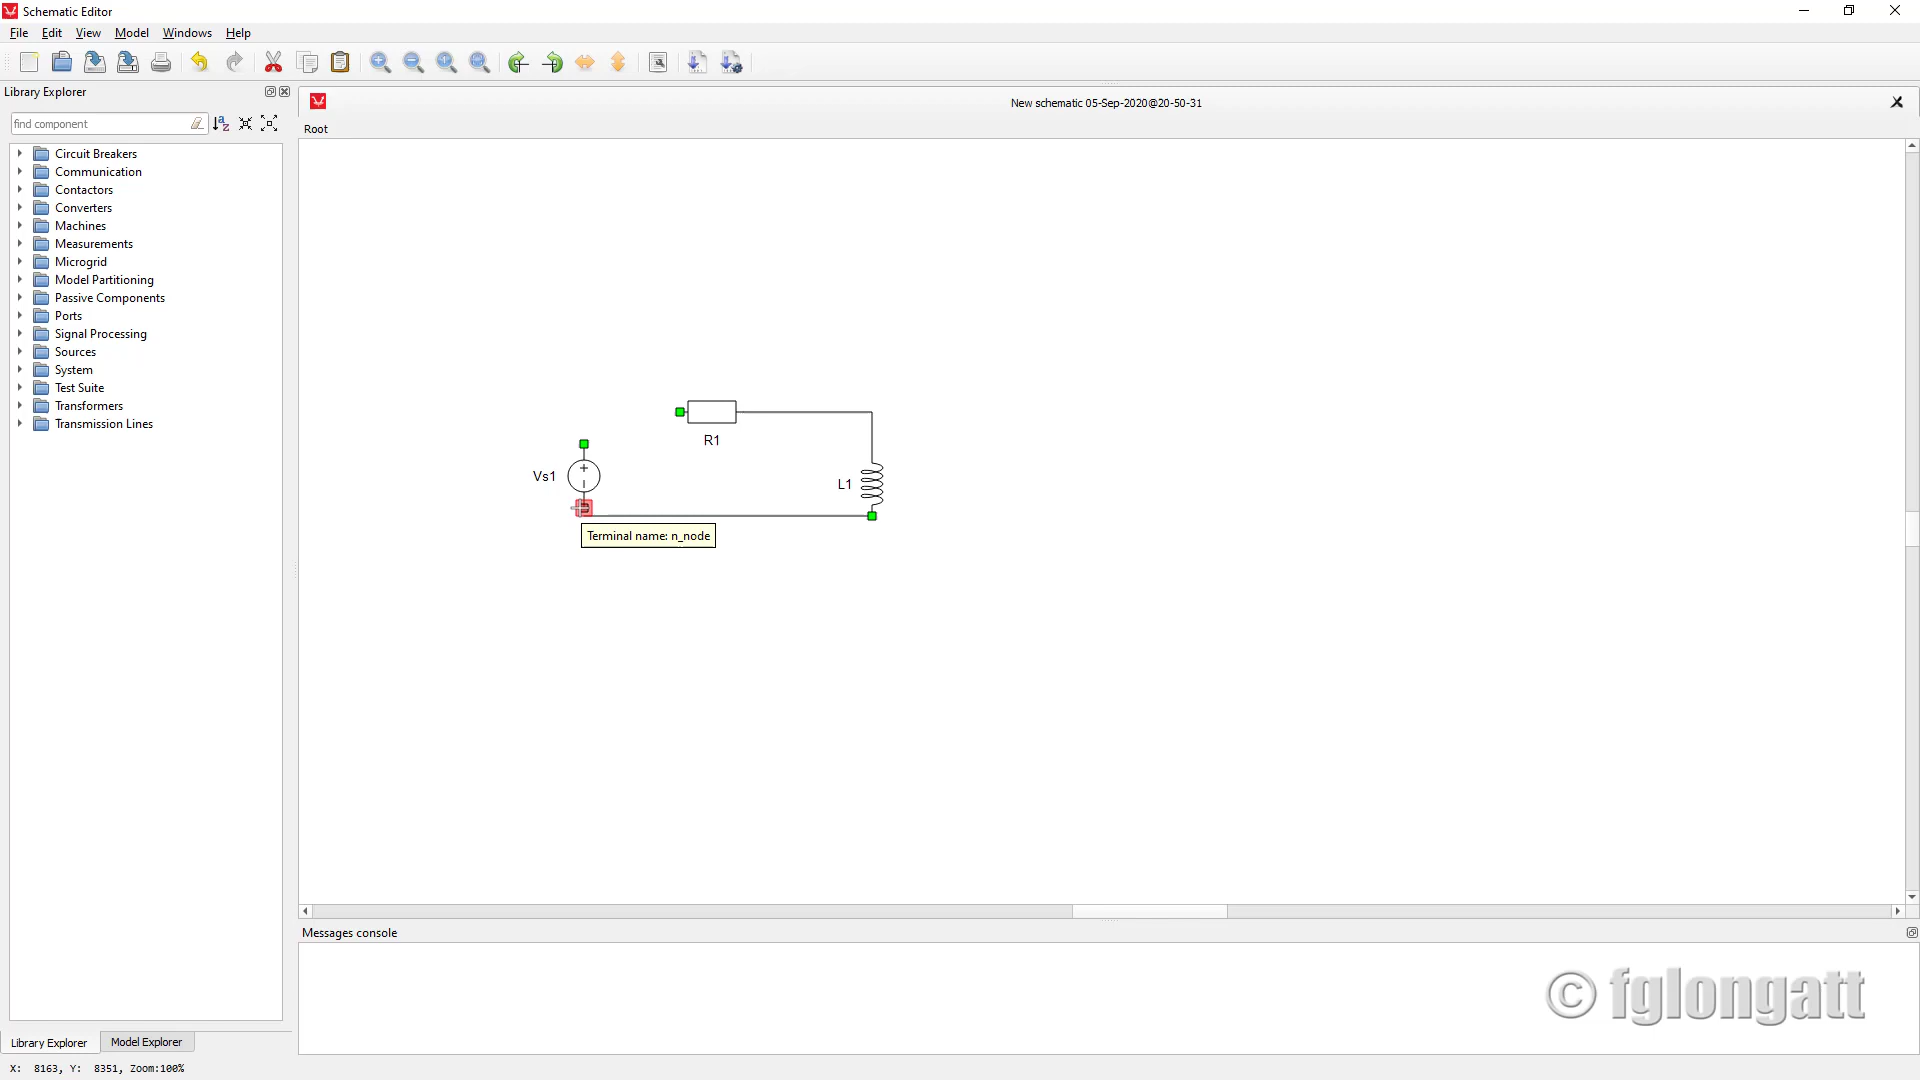 Schematic Editor
File Edit View Model Windows Help
Library Explorer
find component
New schematic 05-Sep-2020@20-50-31
Root
Circuit Breakers
Communication
Contactors
Converters
Machines
Measurements
Microgrid
Model Partitioning
Passive Components
Ports
Signal Processing
Sources
System
Test Suite
Transformers
Transmission Lines
R1
Vs1
L1
Terminal name: n_node
Messages console
© fglongatt
Library Explorer Model Explorer
X: 8163, Y: 8351, Zoom:100%